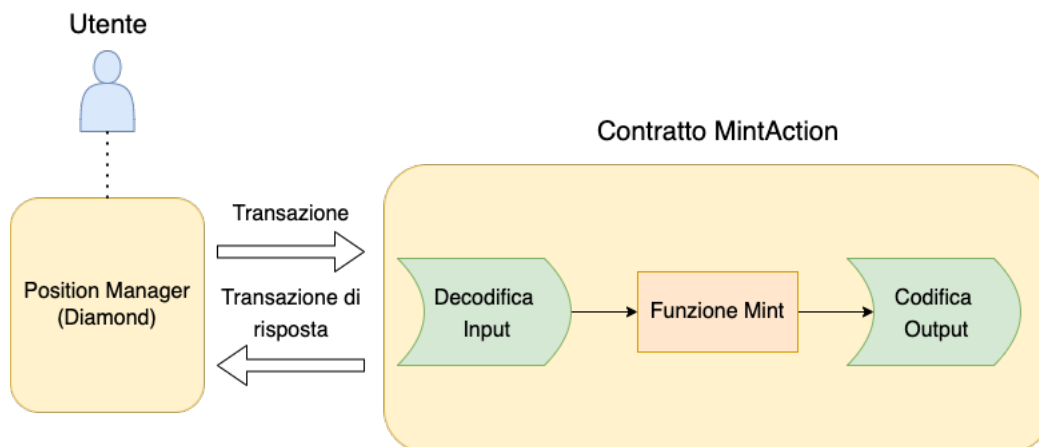 Utente
Contratto MintAction
Transazione
Position Manager
(Diamond)
Transazione di
risposta
Decodifica
Input
Funzione Mint
Codifica
Output